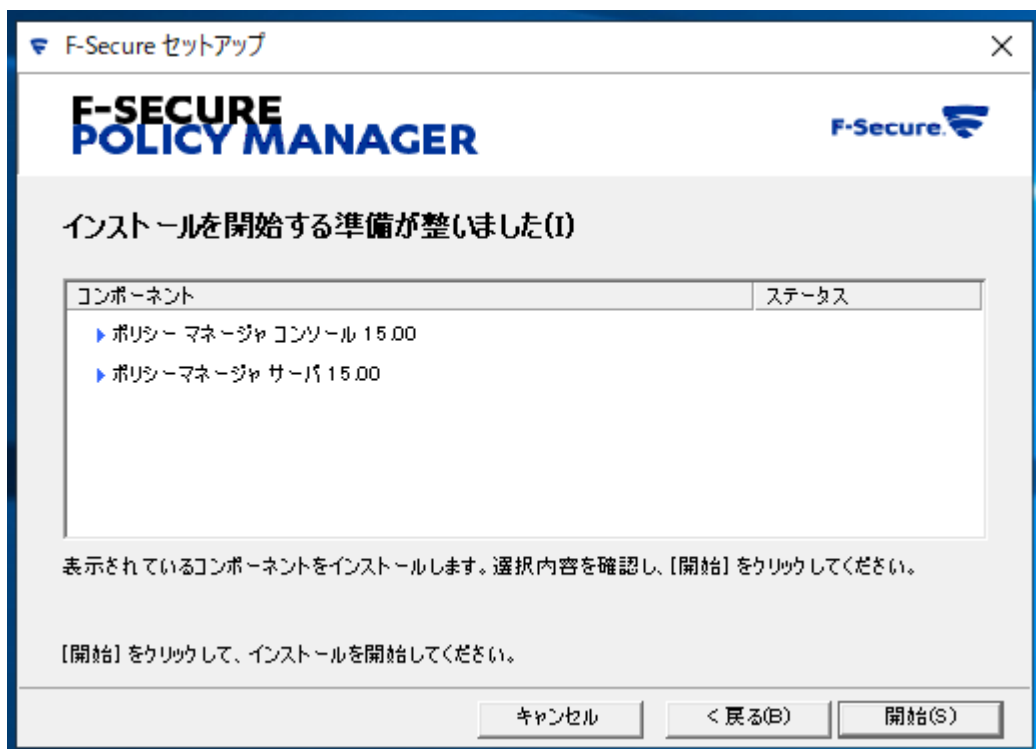 F-Secure セットアップ
F-SECURE
POLICY MANAGER
F-Secure.
インストールを開始する準備が整いました(I)
コンポーネント ステータス
ポリシー マネージャ コンソール 15.00
ポリシーマネージャ サーバ 15.00
表示されているコンポーネントをインストールします。選択内容を確認し、[開始] をクリックしてください。
[開始] をクリックして、インストールを開始してください。
キャンセル < 戻る(B) 開始(S)